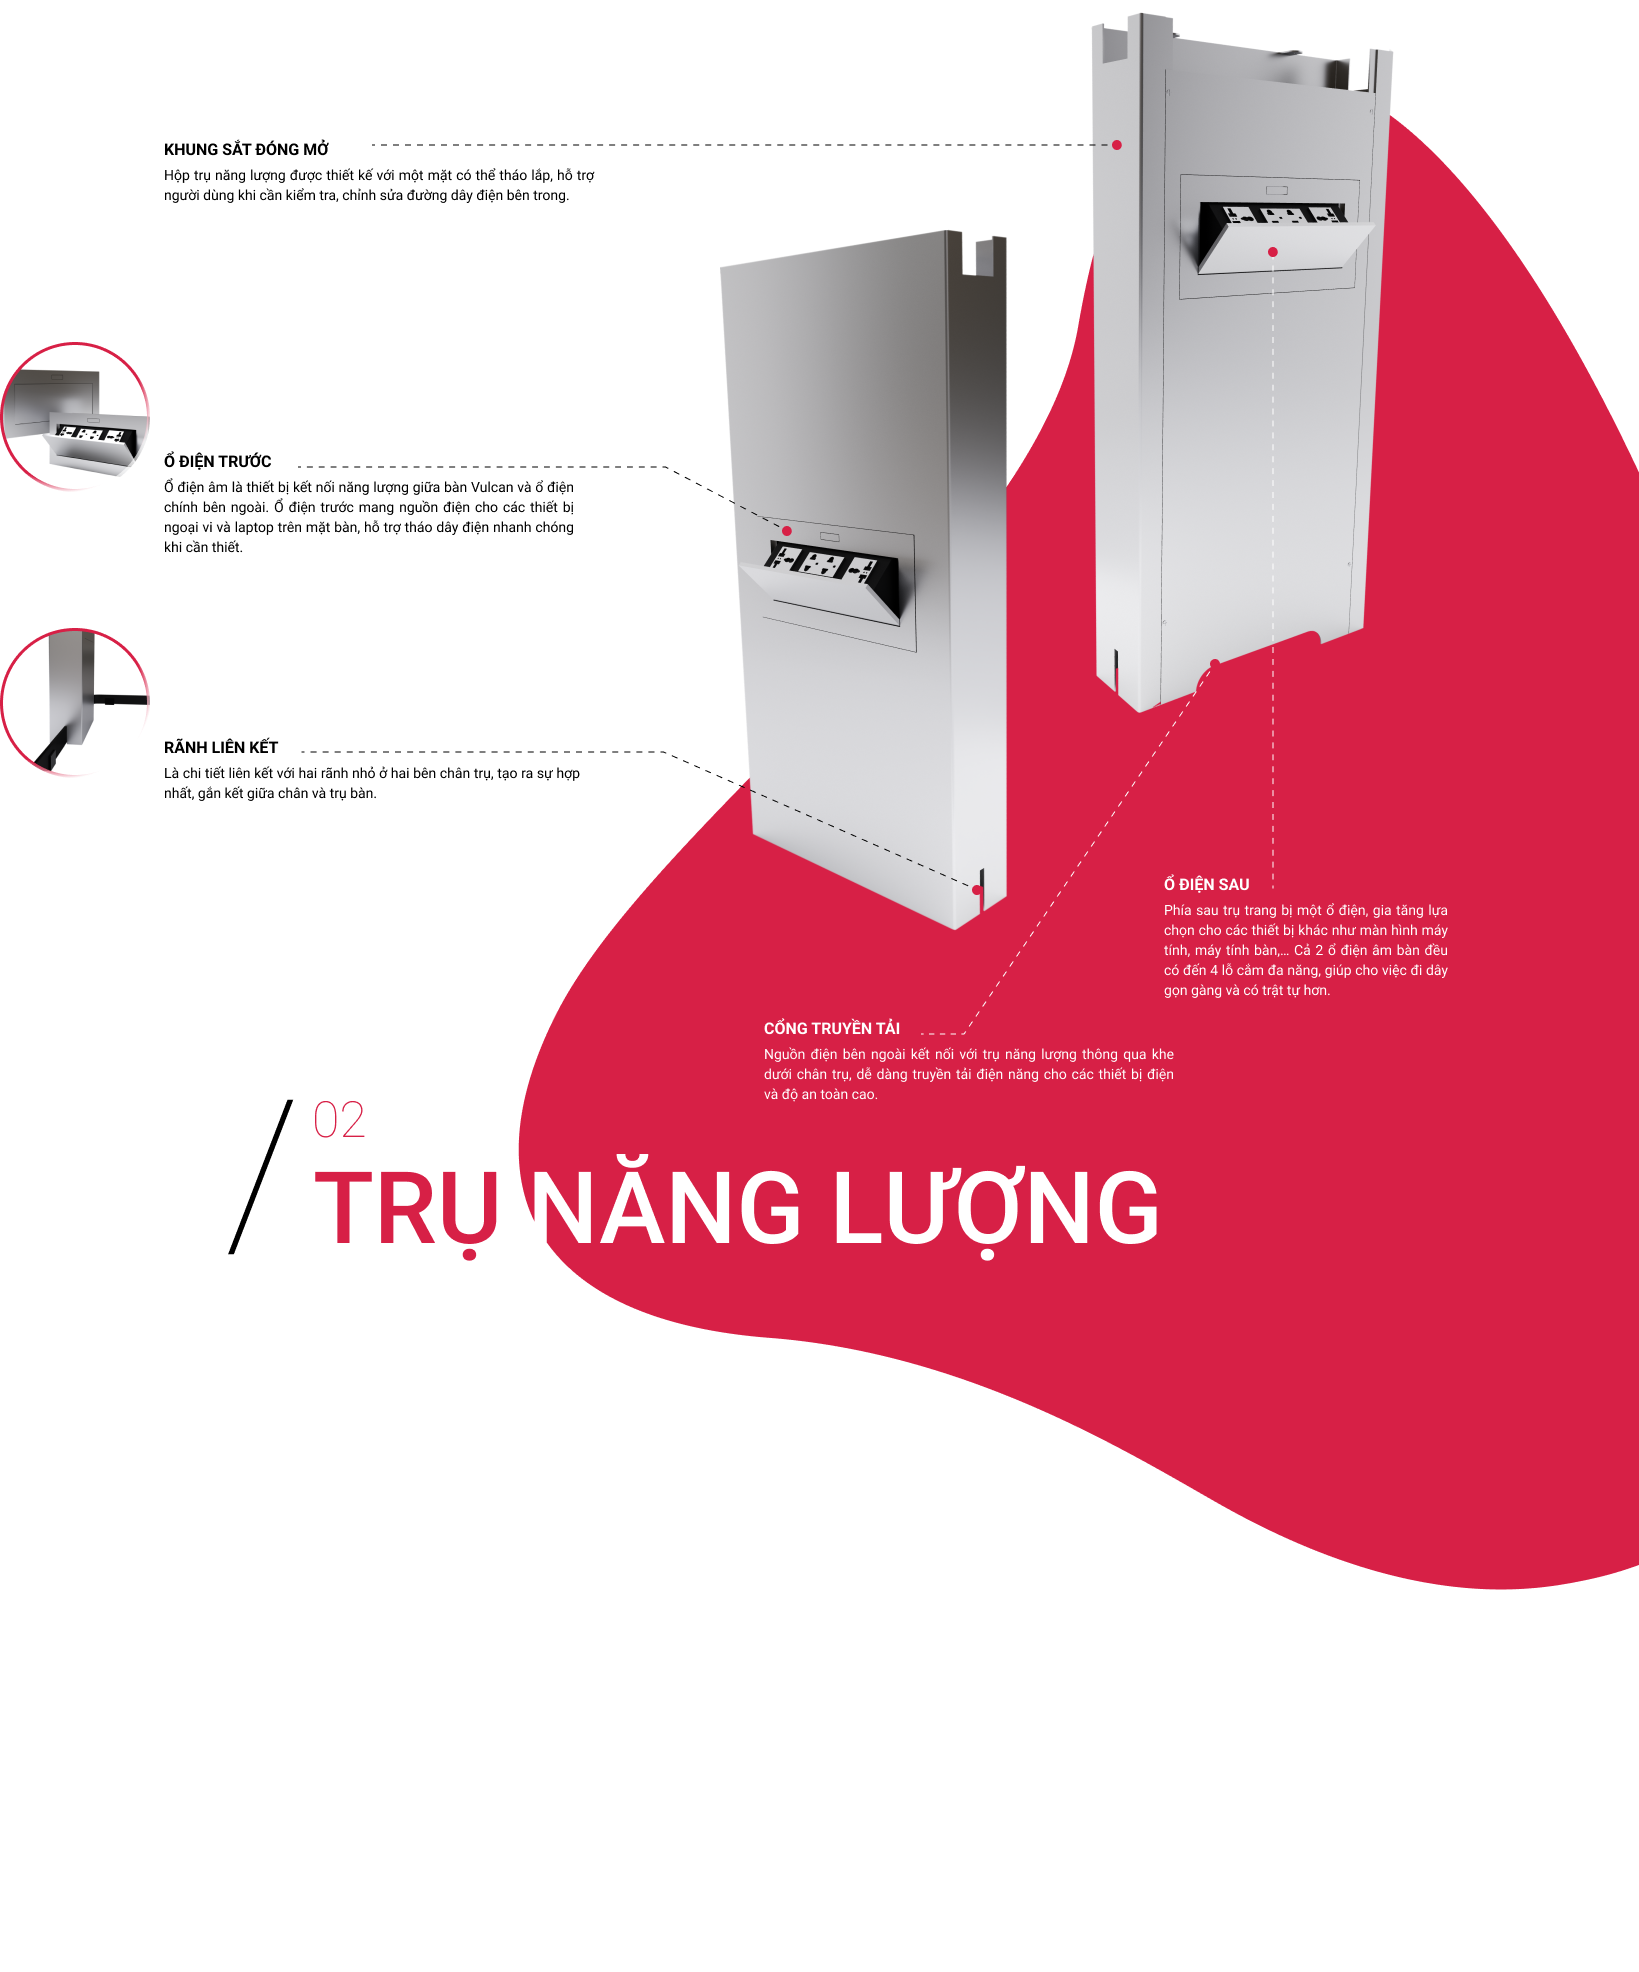 KHUNG SẮT ĐÓNG MỞ
Hộp trụ năng lượng được thiết kế với một mặt có thể tháo lắp, hỗ trợ
người dùng khi cần kiểm tra, chỉnh sửa đường dây điện bên trong.
Ổ ĐIỆN TRƯỚC
Ổ điện âm là thiết bị kết nối năng lượng giữa bàn Vulcan và ổ điện
chính bên ngoài. Ổ điện trước mang nguồn điện cho các thiết bị
ngoại vi và laptop trên mặt bàn, hỗ trợ tháo dây điện nhanh chóng
khi cần thiết.
RÃNH LIÊN KẾT
Là chi tiết liên kết với hai rãnh nhỏ ở hai bên chân trụ, tạo ra sự hợp
nhất, gắn kết giữa chân và trụ bàn.
Ổ ĐIỆN SAU
Phía sau trụ trang bị một ổ điện, gia tăng lựa
chọn cho các thiết bị khác như màn hình máy
tính, máy tính bàn,... Cả 2 ổ điện âm bàn đều
có đến 4 lỗ cắm đa năng, giúp cho việc đi dây
gọn gàng và có trật tự hơn.
CỔNG TRUYỀN TẢI
Nguồn điện bên ngoài kết nối với trụ năng lượng thông qua khe
dưới chân trụ, dễ dàng truyền tải điện năng cho các thiết bị điện
và độ an toàn cao.
02
TRỤ NĂNG LƯỢNG